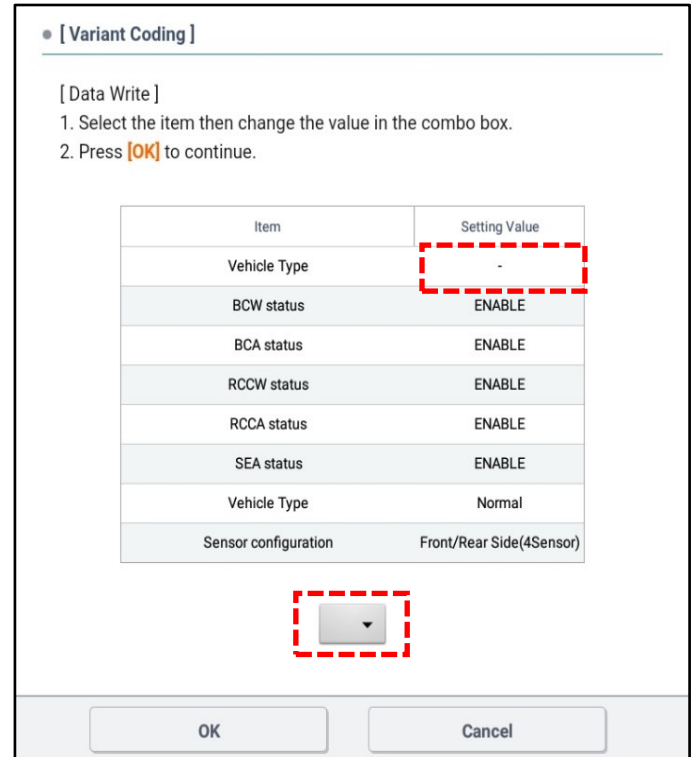 [ Variant Coding ]
[ Data Write ]
1. Select the item then change the value in the combo box.
2. Press [OK] to continue.
Item Setting Value
Vehicle Type -
BCW status ENABLE
BCA status ENABLE
RCCW status ENABLE
RCCA status ENABLE
SEA status ENABLE
Vehicle Type Normal
Sensor configuration Front/Rear Side(4Sensor)
OK Cancel